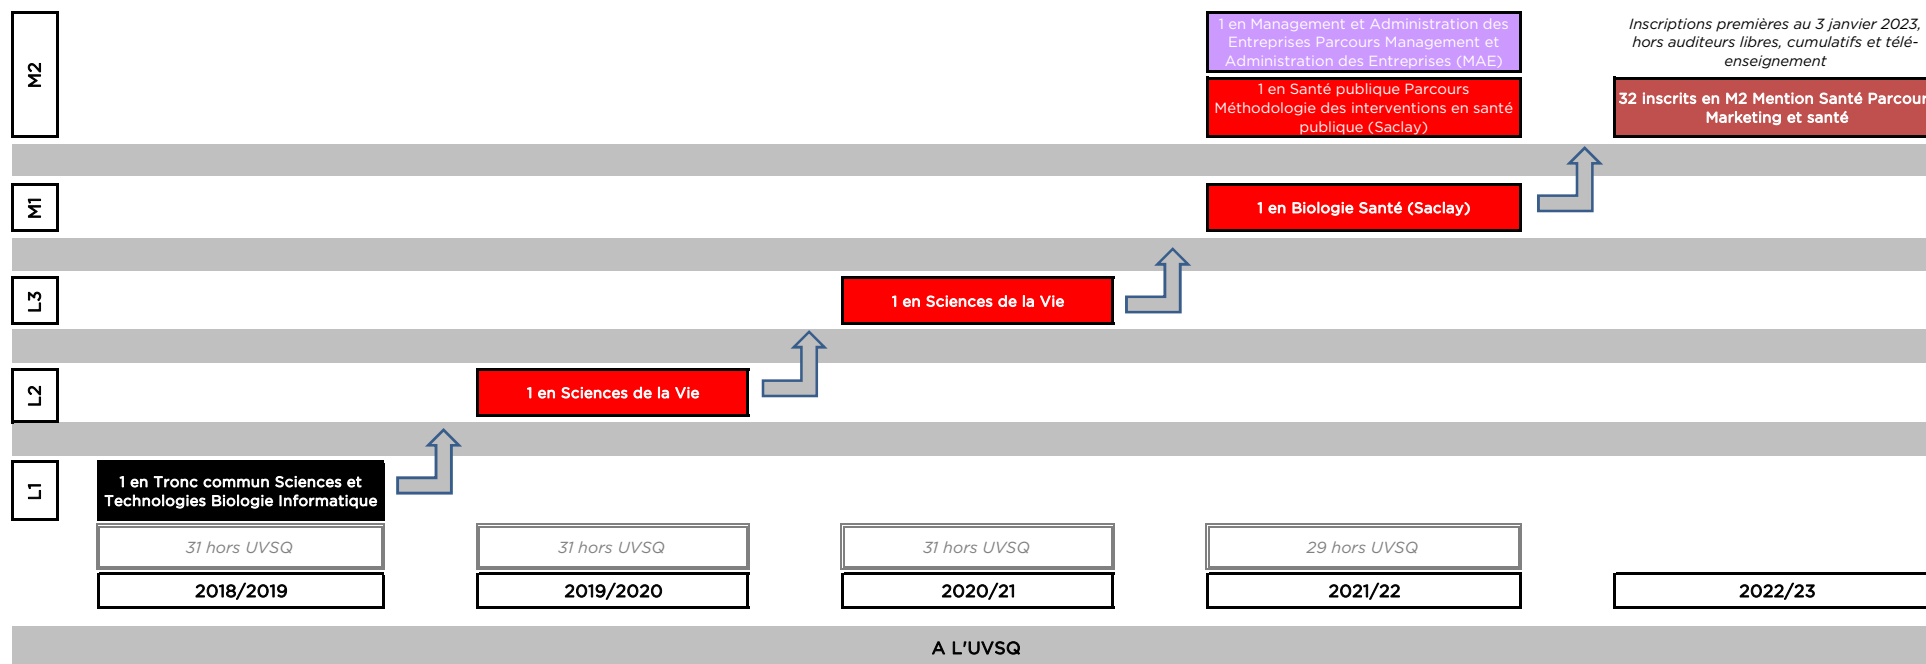 M2
1 en Management et Administration des
Entreprises Parcours Management et
Administration des Entreprises (MAE)
Inscriptions premières au 3 janvier 2023,
hors auditeurs libres, cumulatifs et télé-
enseignement
1 en Santé publique Parcours
Méthodologie des interventions en santé
publique (Saclay)
32 inscrits en M2 Mention Santé Parcour
Marketing et santé
M1
1 en Biologie Santé (Saclay)
L3
1 en Sciences de la Vie
L2
1 en Sciences de la Vie
L1
1 en Tronc commun Sciences et
Technologies Biologie Informatique
31 hors UVSQ
31 hors UVSQ
31 hors UVSQ
29 hors UVSQ
2018/2019
2019/2020
2020/21
2021/22
2022/23
A L'UVSQ